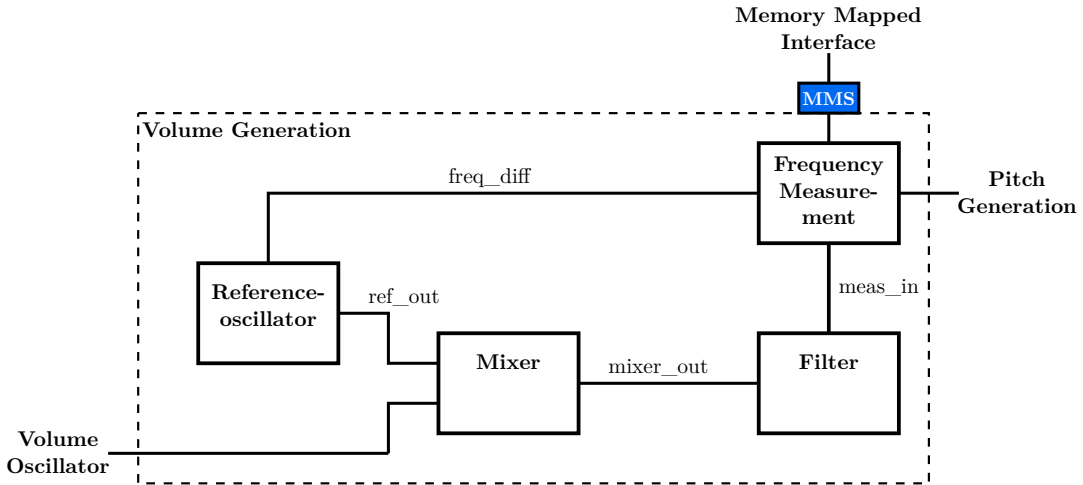 Memory Mapped
Interface
MMS
Volume Generation
Frequency
Measure-
ment
freq_diff
Pitch
Generation
Reference-
oscillator
ref_out
meas_in
Mixer
mixer_out
Filter
Volume
Oscillator